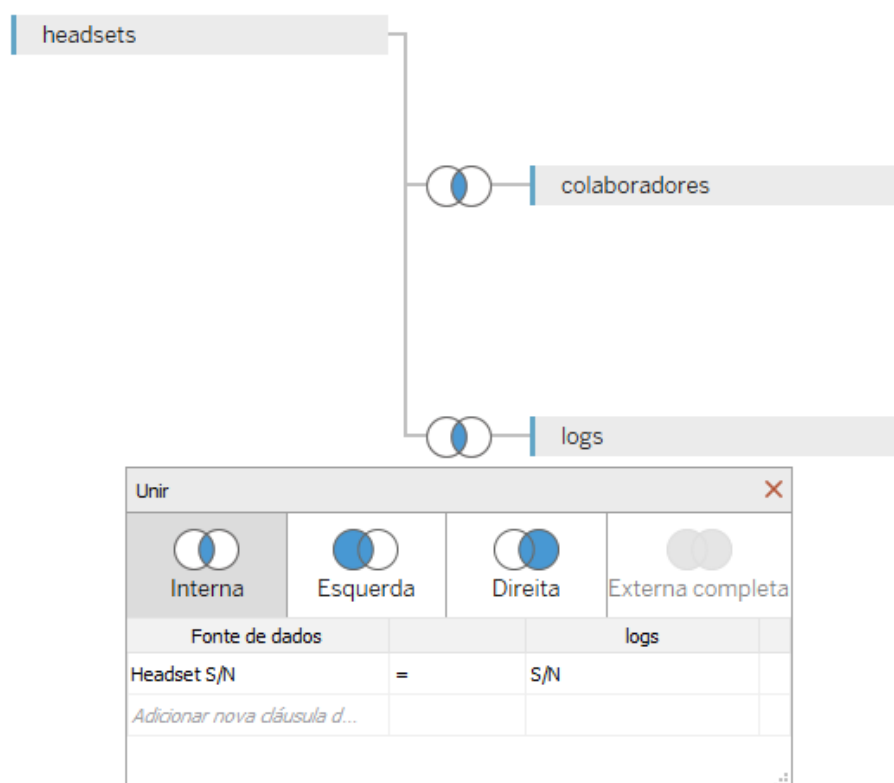 headsets
colaboradores
logs
Unir
Interna Esquerda Direita Externa completa
Fonte de dados logs
Headset S/N = S/N
Adicionar nova cláusula d...